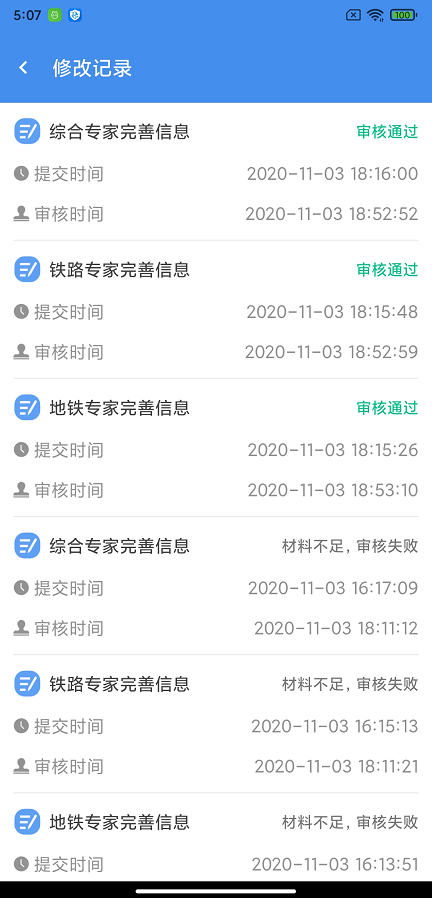 5:07
100
修改记录
综合专家完善信息 审核通过
提交时间 2020-11-03 18:16:00
审核时间 2020-11-03 18:52:52
铁路专家完善信息 审核通过
提交时间 2020-11-03 18:15:48
审核时间 2020-11-03 18:52:59
地铁专家完善信息 审核通过
提交时间 2020-11-03 18:15:26
审核时间 2020-11-03 18:53:10
综合专家完善信息 材料不足, 审核失败
提交时间 2020-11-03 16:17:09
审核时间 2020-11-03 18:11:12
铁路专家完善信息 材料不足, 审核失败
提交时间 2020-11-03 16:15:13
审核时间 2020-11-03 18:11:21
地铁专家完善信息 材料不足, 审核失败
提交时间 2020-11-03 16:13:51